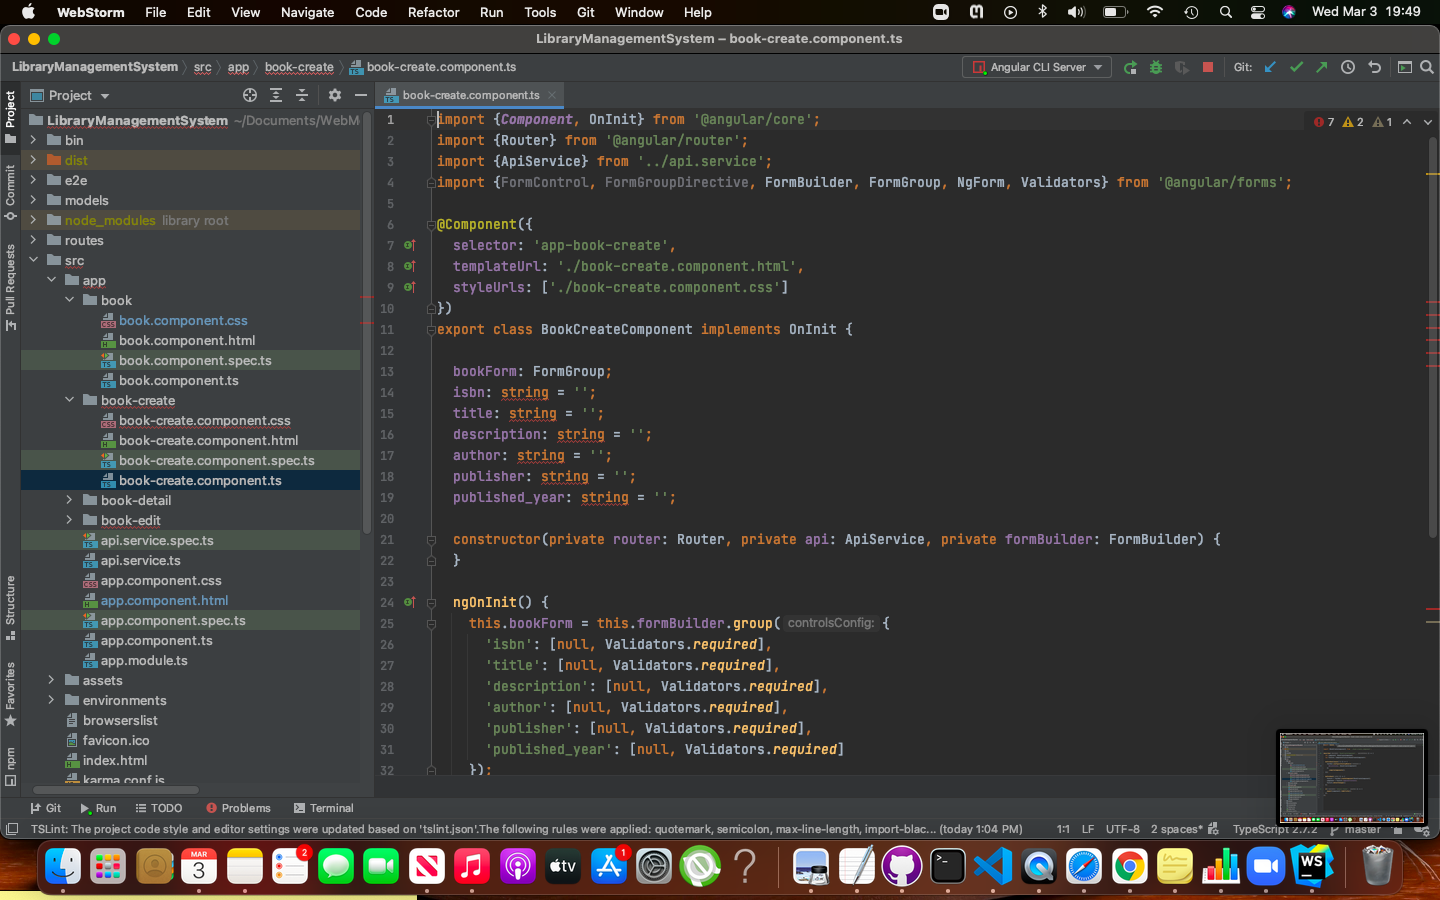 WebStorm File Edit View Navigate Code Refactor Run Tools Git Window Help Wed Mar 3 19:49
LibraryManagementSystem – book-create.component.ts
LibraryManagementSystem src app book-create book-create.component.ts Angular CLI Server Git:
Project
book-create.component.ts
Project
Commit
Pull Requests
Structure
Favorites
npm
LibraryManagementSystem ~/Documents/WebM
bin
dist
e2e
models
node_modules library root
routes
src
app
book
book.component.css
book.component.html
book.component.spec.ts
book.component.ts
book-create
book-create.component.css
book-create.component.html
book-create.component.spec.ts
book-create.component.ts
book-detail
book-edit
api.service.spec.ts
api.service.ts
app.component.css
app.component.html
app.component.spec.ts
app.component.ts
app.module.ts
assets
environments
browserslist
favicon.ico
index.html
karma.conf.js
7 2 1
1 import {Component, OnInit} from '@angular/core';
2 import {Router} from '@angular/router';
3 import {ApiService} from '../api.service';
4 import {FormControl, FormGroupDirective, FormBuilder, FormGroup, NgForm, Validators} from '@angular/forms';
5
6 @Component({
7 selector: 'app-book-create',
8 templateUrl: './book-create.component.html',
9 styleUrls: ['./book-create.component.css']
10 })
11 export class BookCreateComponent implements OnInit {
12
13 bookForm: FormGroup;
14 isbn: string = '';
15 title: string = '';
16 description: string = '';
17 author: string = '';
18 publisher: string = '';
19 published_year: string = '';
20
21 constructor(private router: Router, private api: ApiService, private formBuilder: FormBuilder) {
22 }
23
24 ngOnInit() {
25 this.bookForm = this.formBuilder.group( controlsConfig: {
26 'isbn': [null, Validators.required],
27 'title': [null, Validators.required],
28 'description': [null, Validators.required],
29 'author': [null, Validators.required],
30 'publisher': [null, Validators.required],
31 'published_year': [null, Validators.required]
32 });
Git Run TODO Problems Terminal
TSLint: The project code style and editor settings were updated based on 'tslint.json'.The following rules were applied: quotemark, semicolon, max-line-length, import-blac... (today 1:04 PM) 1:1 LF UTF-8 2 spaces* TypeScript 2.7.2 master
MAR
3
2
tv
1
WS